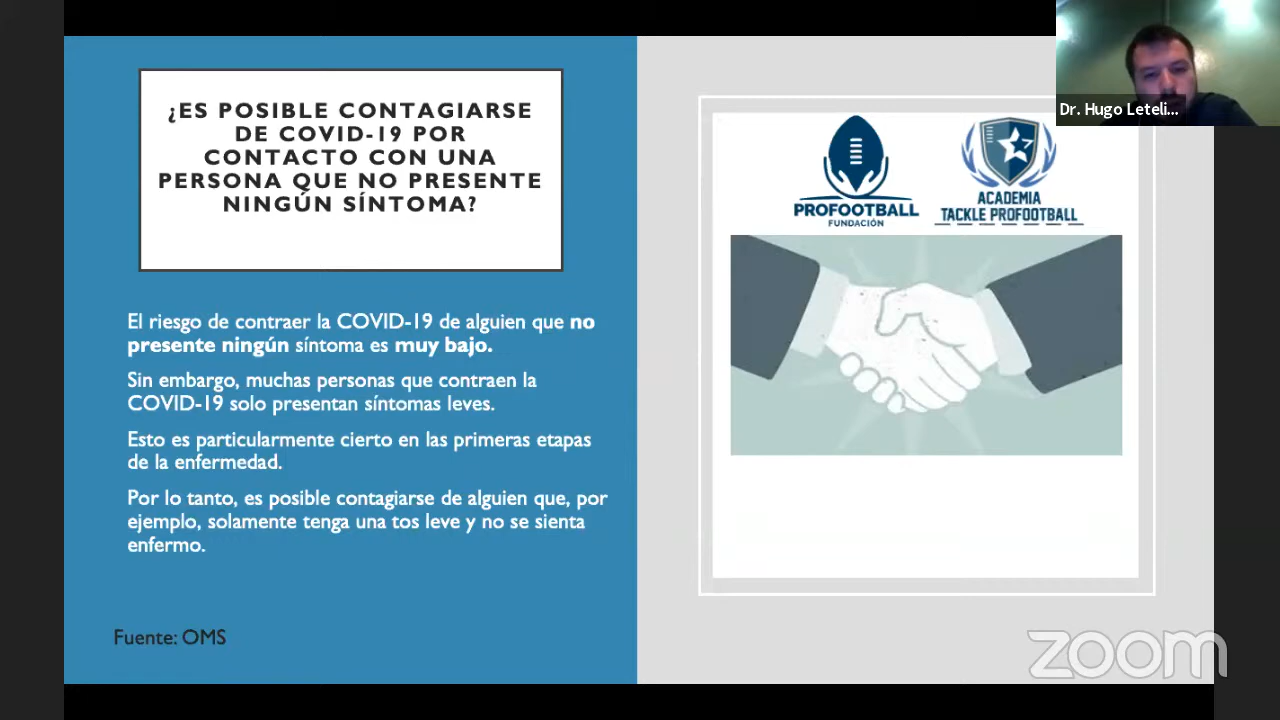 ¿ES POSIBLE CONTAGIARSE
DE COVID-19 POR
CONTACTO CON UNA
PERSONA QUE NO PRESENTE
NINGÚN SÍNTOMA?
El riesgo de contraer la COVID-19 de alguien que no
presente ningún síntoma es muy bajo.
Sin embargo, muchas personas que contraen la
COVID-19 solo presentan síntomas leves.
Esto es particularmente cierto en las primeras etapas
de la enfermedad.
Por lo tanto, es posible contagiarse de alguien que, por
ejemplo, solamente tenga una tos leve y no se sienta
enfermo.
Fuente: OMS
Dr. Hugo Leteli...
PROFOOTBALL
FUNDACIÓN
ACADEMIA
TACKLE PROFOOTBALL
zoom